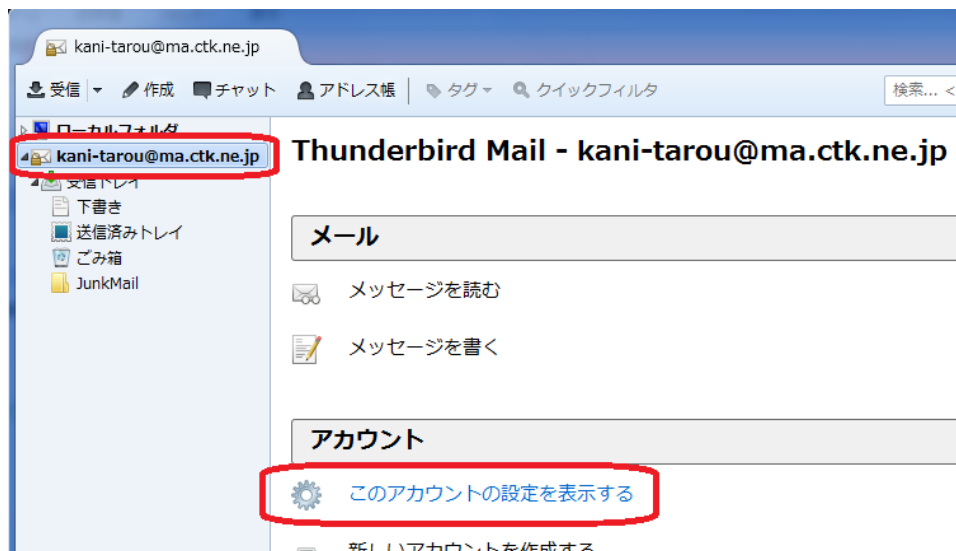 kani-tarou@ma.ctk.ne.jp
受信 作成 チャット アドレス帳 タグ クイックフィルタ 検索... <
ローカルフォルダ
kani-tarou@ma.ctk.ne.jp
受信トレイ
下書き
送信済みトレイ
ごみ箱
JunkMail
Thunderbird Mail - kani-tarou@ma.ctk.ne.jp
メール
メッセージを読む
メッセージを書く
アカウント
このアカウントの設定を表示する
新しいアカウントを作成する